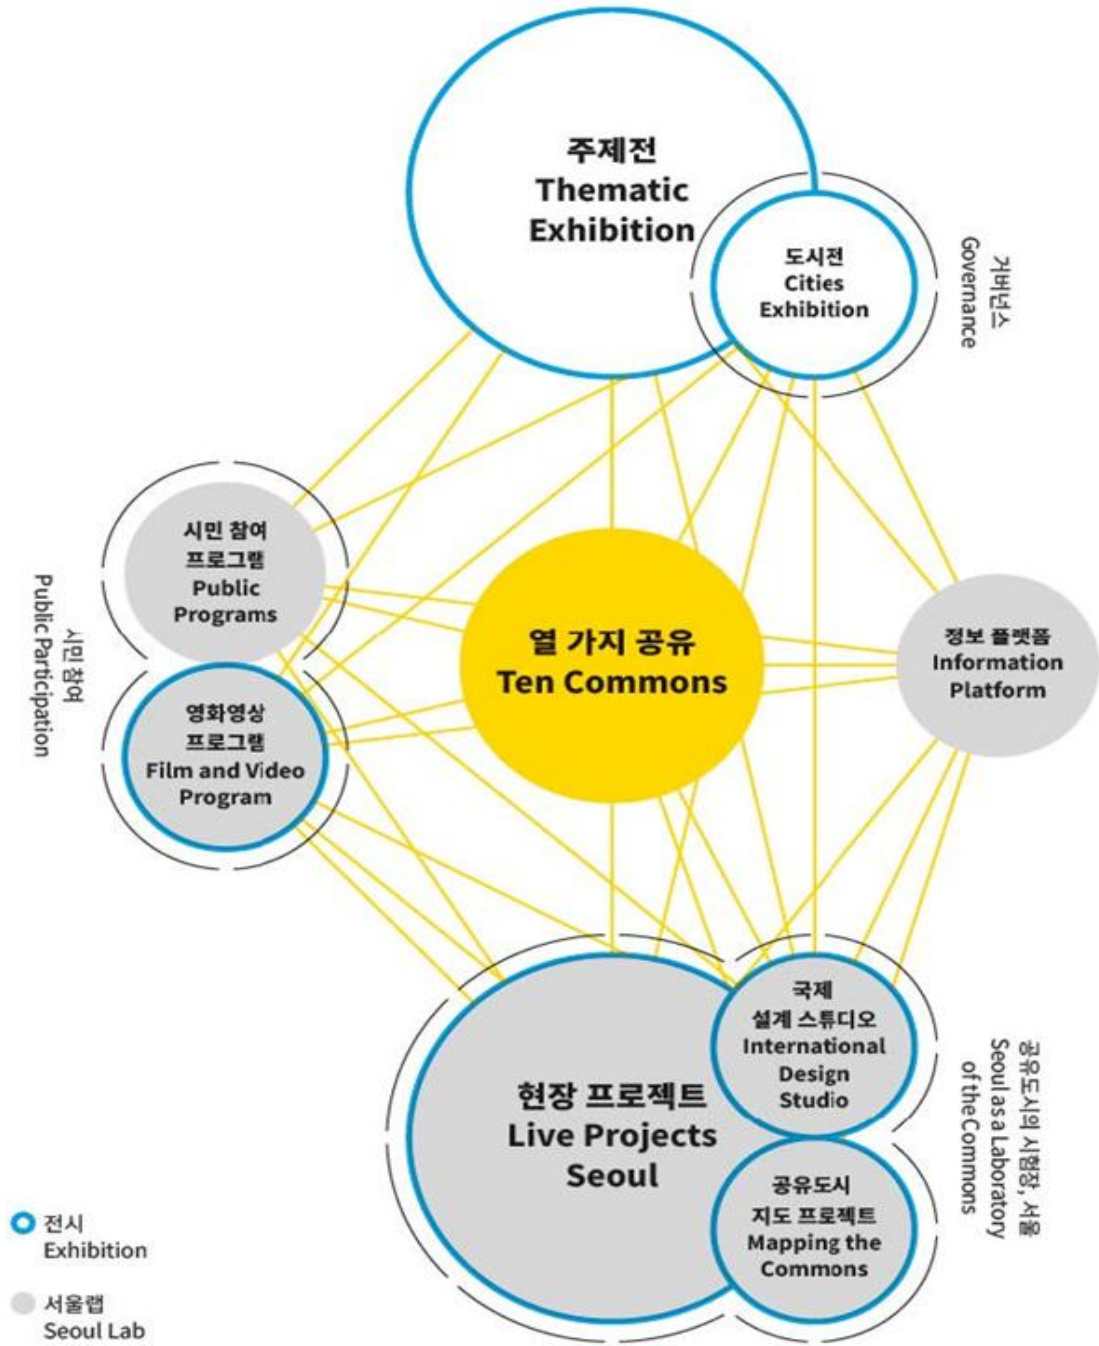 주제전
Thematic
Exhibition
도시전
Cities
Exhibition
거버넌스
Governance
시민 참여
프로그램
Public
Programs
시민 참여
Public Participation
영화영상
프로그램
Film and Video
Program
열 가지 공유
Ten Commons
정보 플랫폼
Information
Platform
현장 프로젝트
Live Projects
Seoul
국제
설계 스튜디오
International
Design
Studio
공유도시
지도 프로젝트
Mapping the
Commons
공유도시의 시험장, 서울
Seoul as a Laboratory
of the Commons
전시
Exhibition
서울랩
Seoul Lab